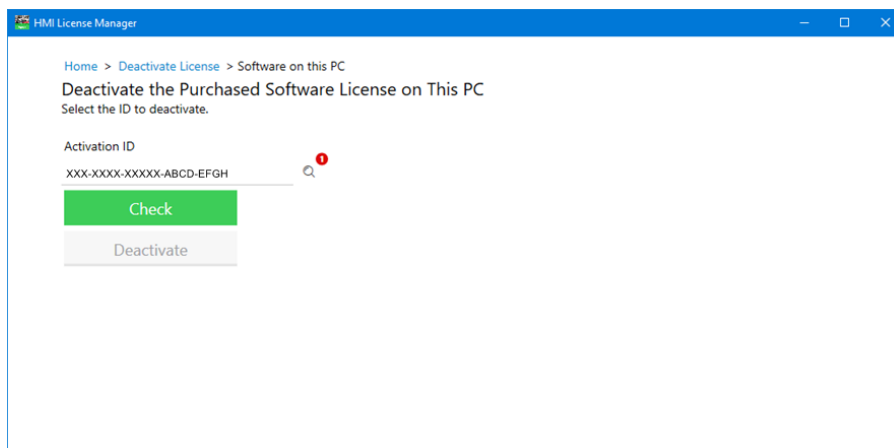 HMI License Manager
Home > Deactivate License > Software on this PC
Deactivate the Purchased Software License on This PC
Select the ID to deactivate.
Activation ID
XXX-XXXX-XXXXX-ABCD-EFGH
1
Check
Deactivate